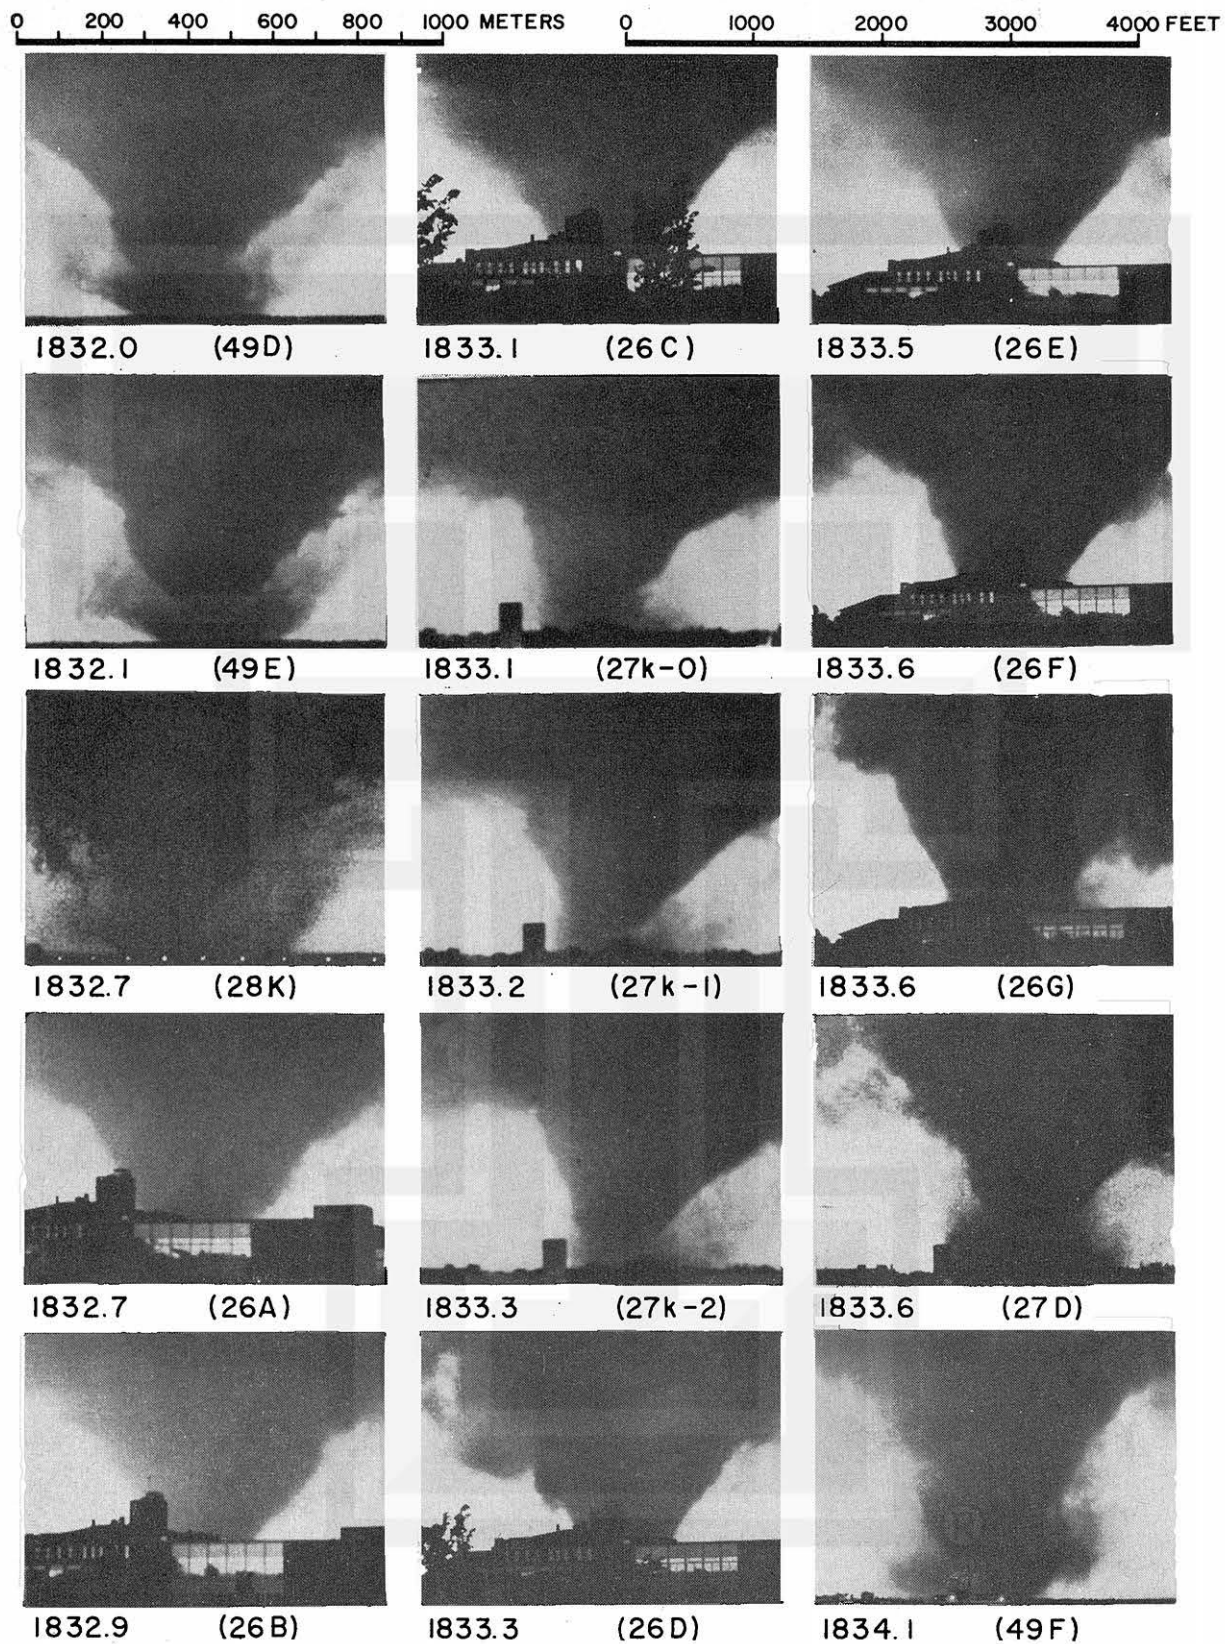 0 200 400 600 800 1000 METERS 0 1000 2000 3000 4000 FEET
1832.0 (49D) 1833.1 (26C) 1833.5 (26E)
1832.1 (49E) 1833.1 (27k-0) 1833.6 (26F)
1832.7 (28K) 1833.2 (27k-1) 1833.6 (26G)
1832.7 (26A) 1833.3 (27k-2) 1833.6 (27D)
1832.9 (26B) 1833.3 (26D) 1834.1 (49F)